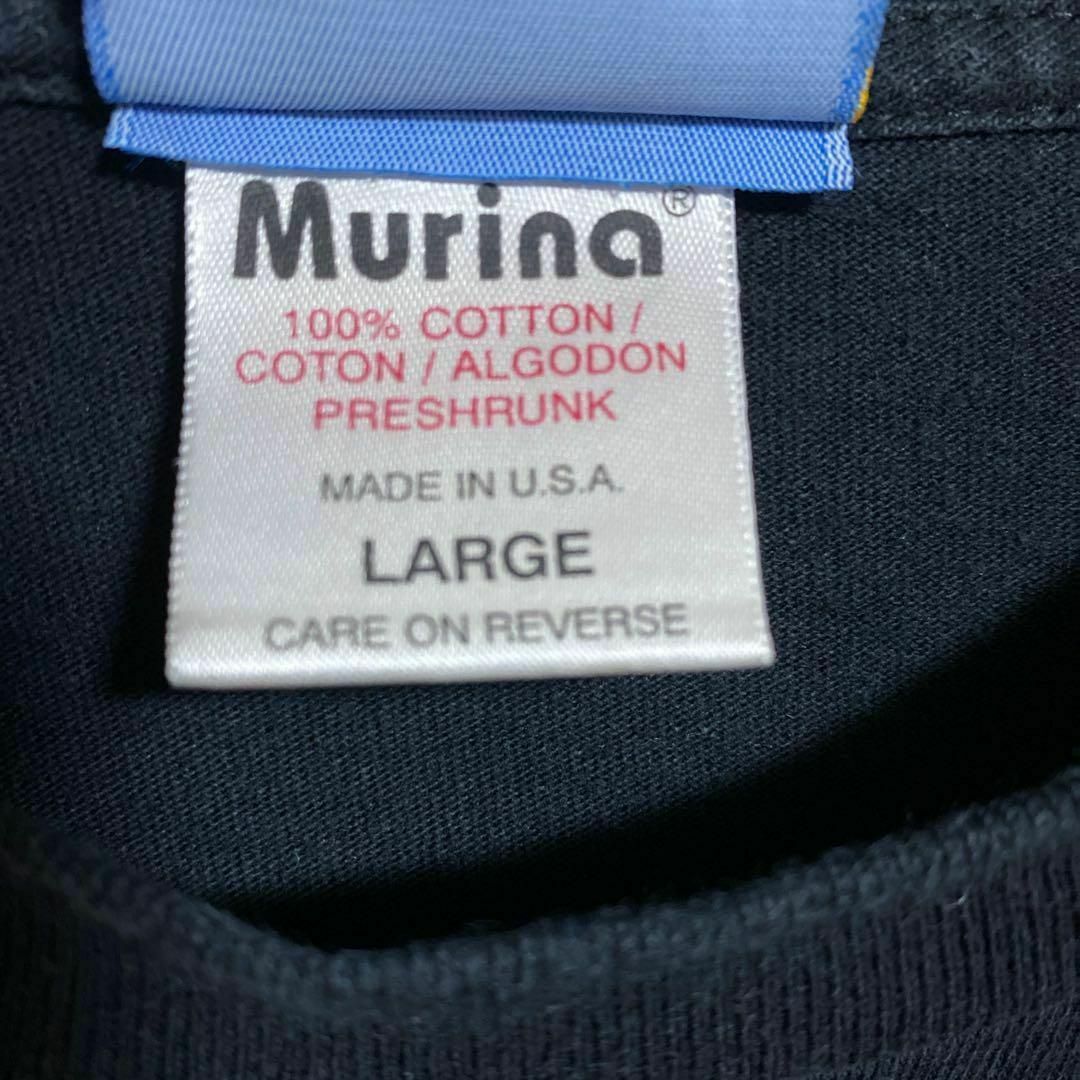 Murina®
100% COTTON /
COTON / ALGODON
PRESHRUNK
MADE IN U.S.A.
LARGE
CARE ON REVERSE